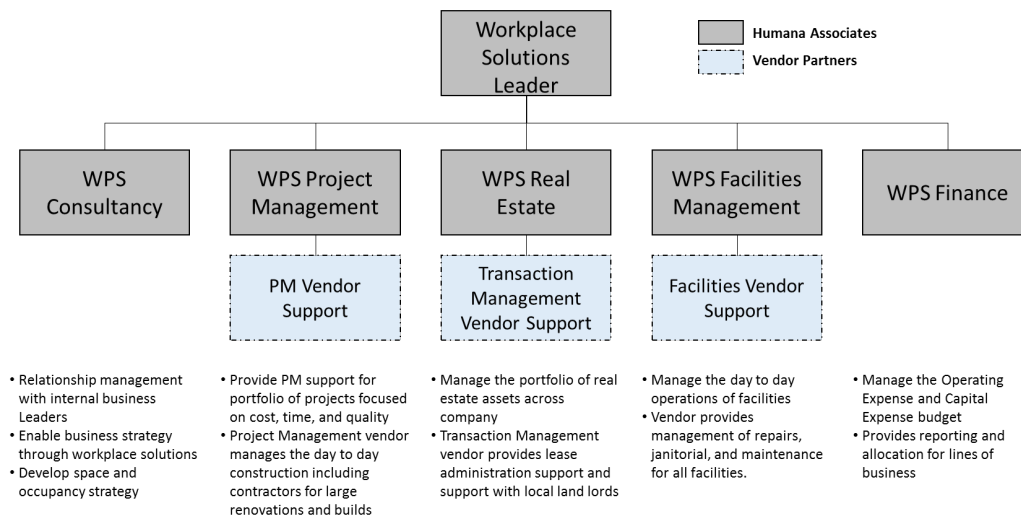 Workplace
Solutions
Leader
Humana Associates
Vendor Partners
WPS
Consultancy
WPS Project
Management
WPS Real
Estate
WPS Facilities
Management
WPS Finance
PM Vendor
Support
Transaction
Management
Vendor Support
Facilities Vendor
Support
• Relationship management
with internal business
Leaders
• Enable business strategy
through workplace solutions
• Develop space and
occupancy strategy
• Provide PM support for
portfolio of projects focused
on cost, time, and quality
• Project Management vendor
manages the day to day
construction including
contractors for large
renovations and builds
• Manage the portfolio of real
estate assets across
company
• Transaction Management
vendor provides lease
administration support and
support with local land lords
• Manage the day to day
operations of facilities
• Vendor provides
management of repairs,
janitorial, and maintenance
for all facilities.
• Manage the Operating
Expense and Capital
Expense budget
• Provides reporting and
allocation for lines of
business